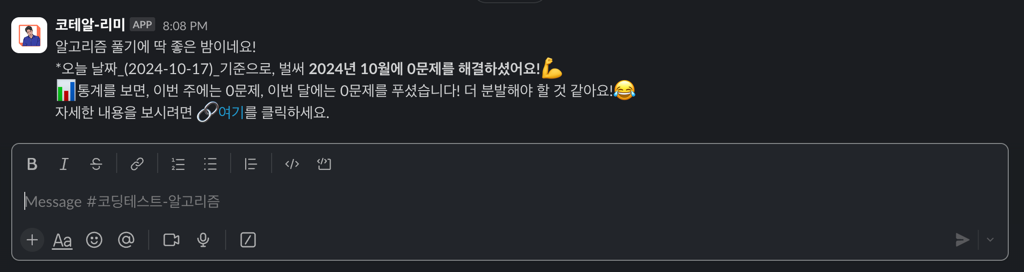 코테알-리미 APP 8:08 PM
알고리즘 풀기에 딱 좋은 밤이네요!
*오늘 날짜_(2024-10-17)_기준으로, 벌써 2024년 10월에 0문제를 해결하셨어요!💪
📊통계를 보면, 이번 주에는 0문제, 이번 달에는 0문제를 푸셨습니다! 더 분발해야 할 것 같아요!😂
자세한 내용을 보시려면 🔗여기를 클릭하세요.
B I S
Message #코딩테스트-알고리즘
Aa